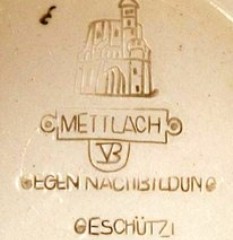 METTLACH
VB
GEGEN NACHBILDUNG
GESCHÜTZT